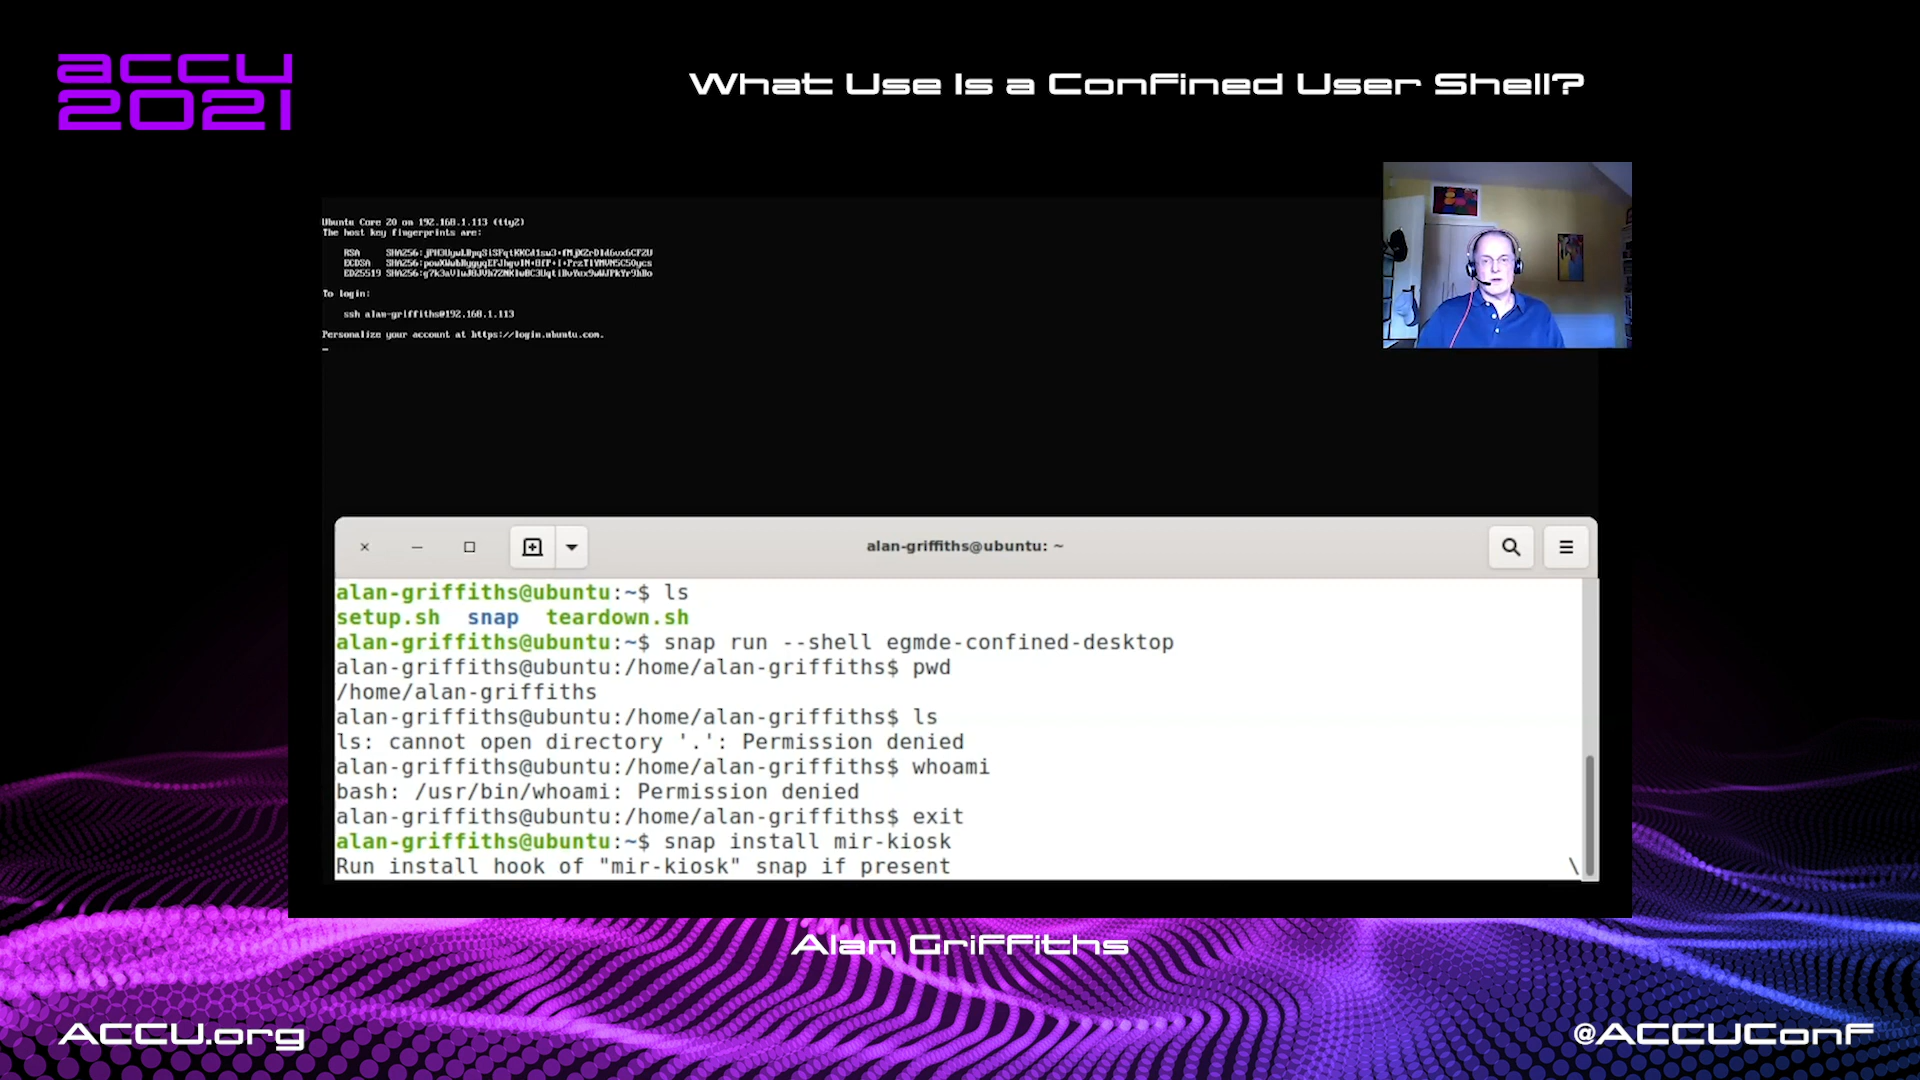 accu
2021
What Use Is a Confined User Shell?
Ubuntu Core 20 on 192.168.1.113 (tty2)
The host key fingerprints are:
RSA
ECDSA
ED25519
To login:
ssh alan-griffiths@192.168.1.113
Personalize your account at https://login.ubuntu.com.
alan-griffiths@ubuntu: ~
alan-griffiths@ubuntu:~$ ls
setup.sh snap teardown.sh
alan-griffiths@ubuntu:~$ snap run --shell egmde-confined-desktop
alan-griffiths@ubuntu:/home/alan-griffiths$ pwd
/home/alan-griffiths
alan-griffiths@ubuntu:/home/alan-griffiths$ ls
ls: cannot open directory '.': Permission denied
alan-griffiths@ubuntu:/home/alan-griffiths$ whoami
bash: /usr/bin/whoami: Permission denied
alan-griffiths@ubuntu:/home/alan-griffiths$ exit
alan-griffiths@ubuntu:~$ snap install mir-kiosk
Run install hook of "mir-kiosk" snap if present \
Alan Griffiths
ACCU.org
@ACCUConf